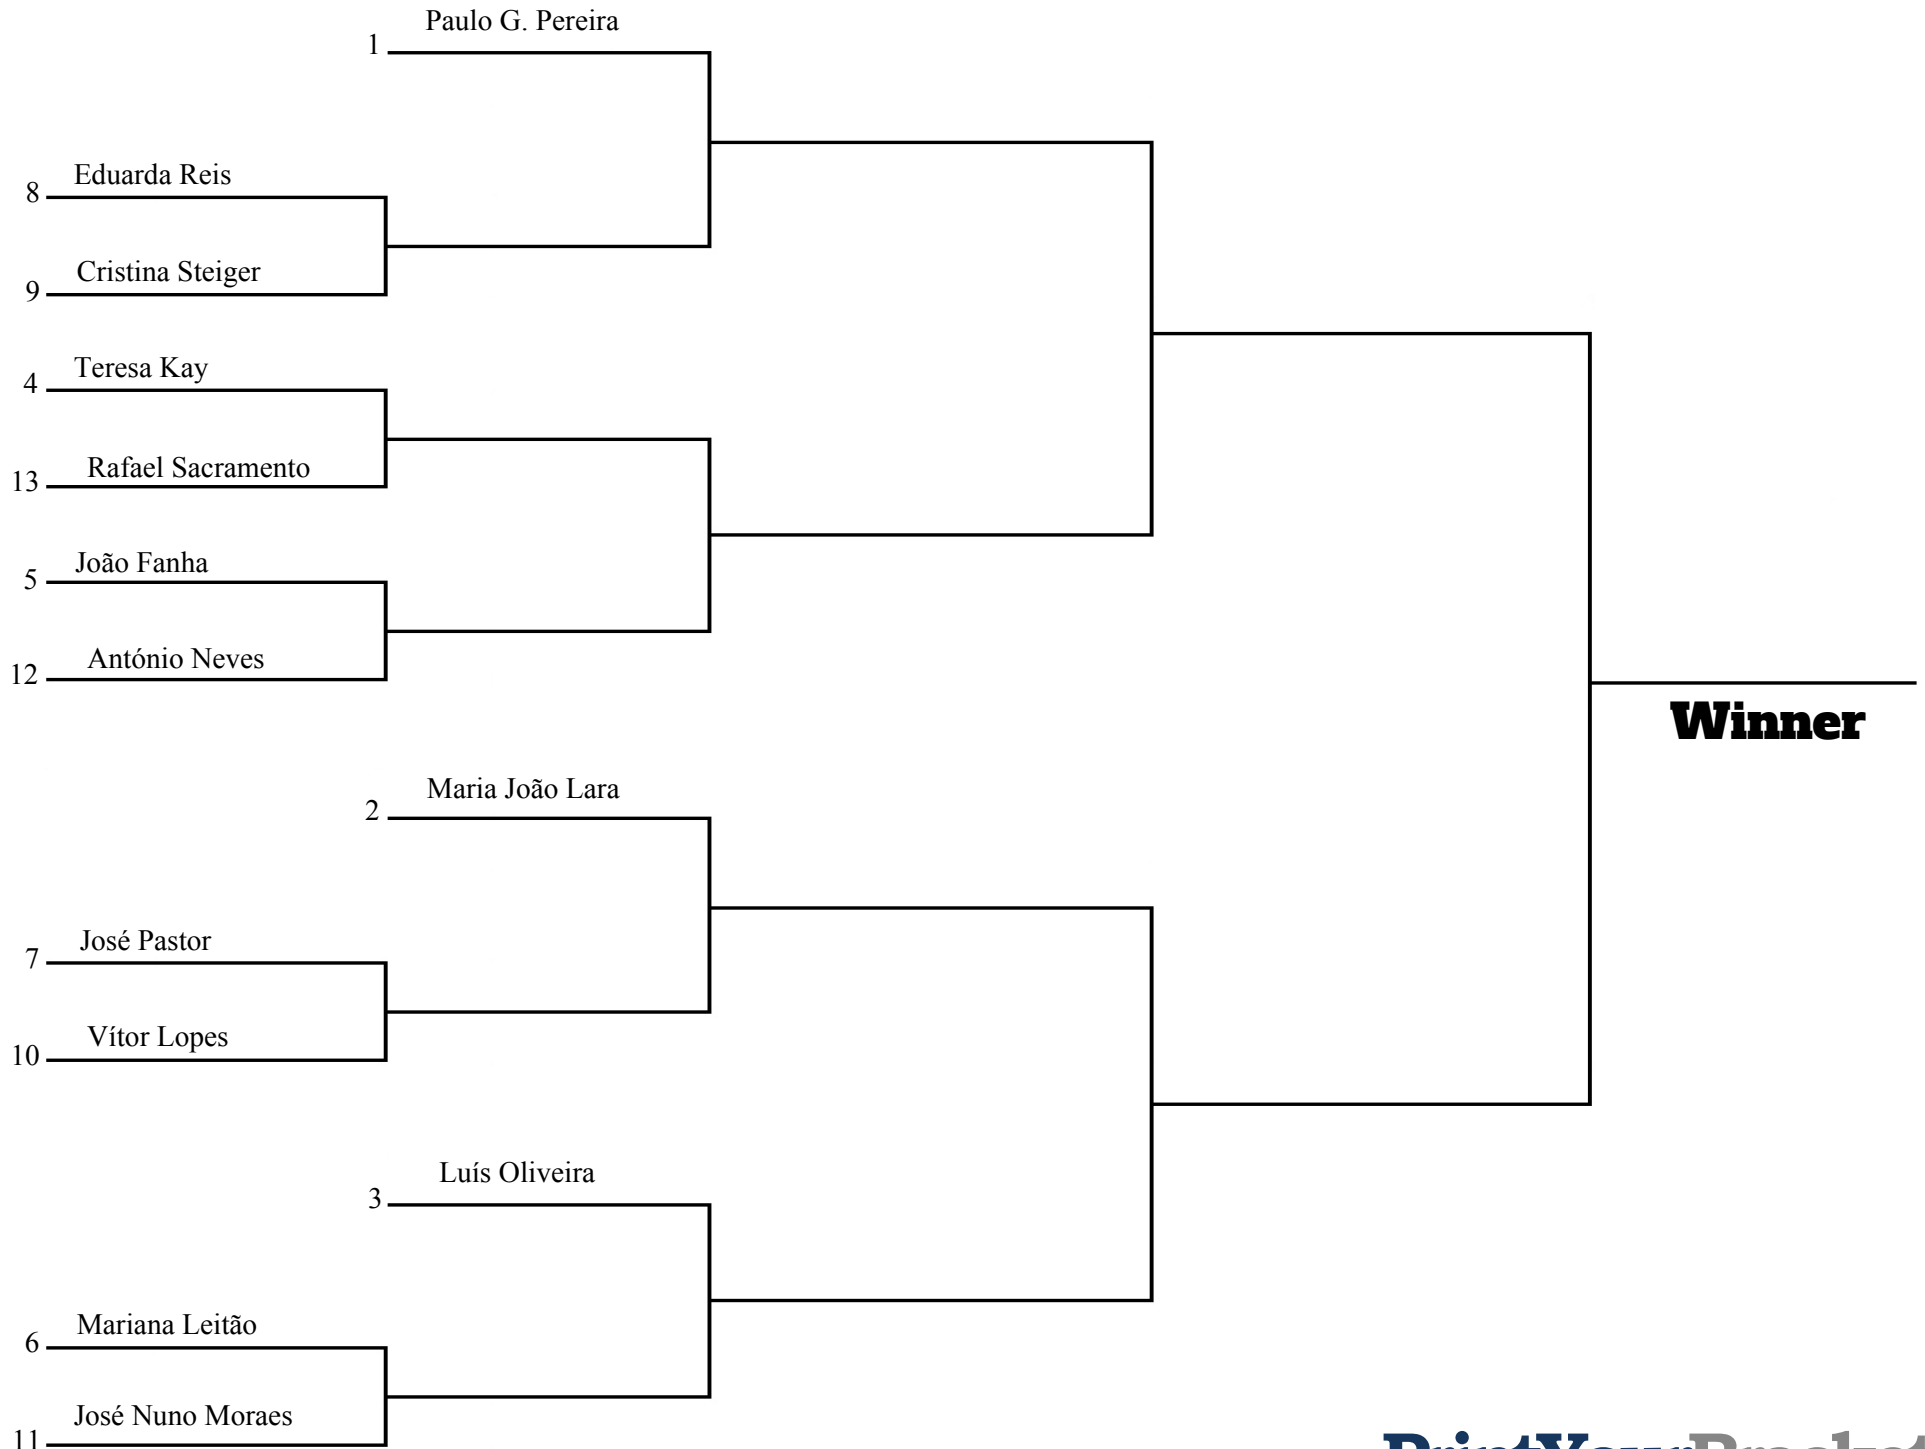 Paulo G. Pereira
1
Eduarda Reis
8
Cristina Steiger
9
Teresa Kay
4
Rafael Sacramento
13
João Fanha
5
António Neves
12
Winner
Maria João Lara
2
José Pastor
7
Vítor Lopes
10
Luís Oliveira
3
Mariana Leitão
6
José Nuno Moraes
11
PrintYourBracket